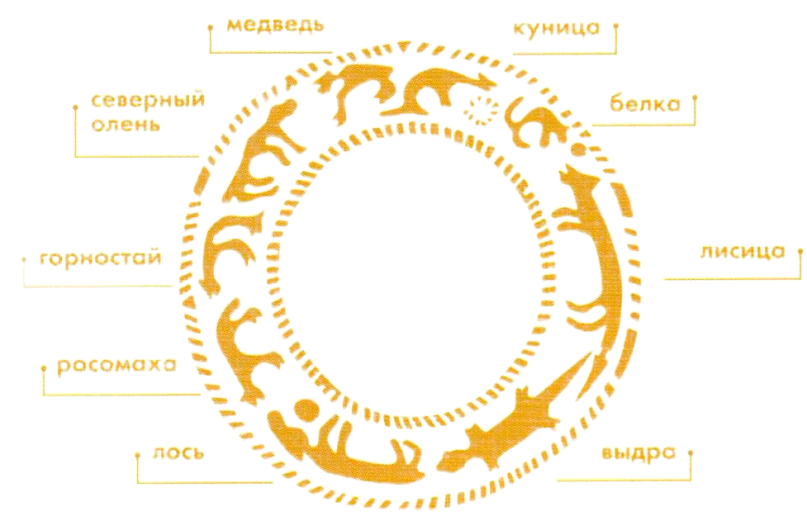 медведь
куница
северный
олень
белка
горностай
лисица
росомаха
лось
выдра